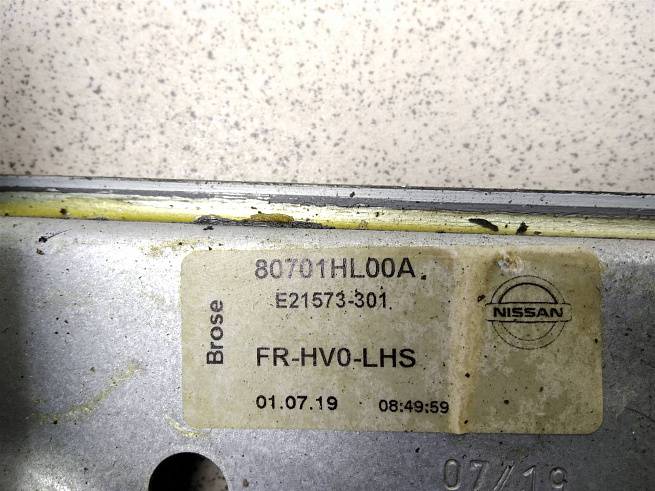 80701HL00A
E21573-301
Brose
NISSAN
FR-HV0-LHS
01.07.19 08:49:59
07/19